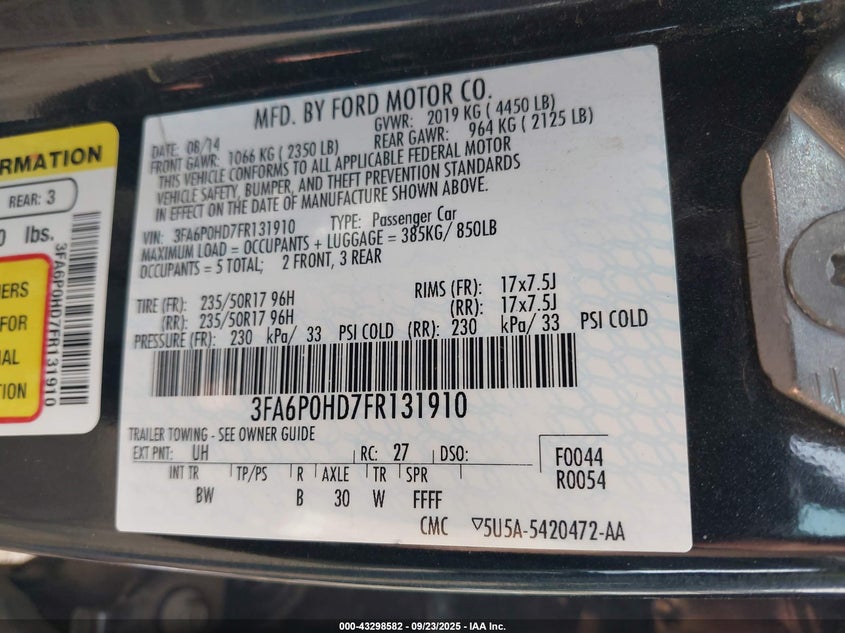 MFD. BY FORD MOTOR CO.
DATE: 08/14 GVWR: 2019 KG ( 4450 LB)
FRONT GAWR: 1066 KG ( 2350 LB) REAR GAWR: 964 KG ( 2125 LB)
THIS VEHICLE CONFORMS TO ALL APPLICABLE FEDERAL MOTOR
VEHICLE SAFETY, BUMPER, AND THEFT PREVENTION STANDARDS
IN EFFECT ON THE DATE OF MANUFACTURE SHOWN ABOVE.
VIN: 3FA6P0HD7FR131910 TYPE: Passenger Car
MAXIMUM LOAD = OCCUPANTS + LUGGAGE = 385KG/ 850LB
OCCUPANTS = 5 TOTAL; 2 FRONT, 3 REAR
TIRE (FR): 235/50R17 96H RIMS (FR): 17x7.5J
(RR): 235/50R17 96H (RR): 17x7.5J
PRESSURE (FR): 230 kPa/ 33 PSI COLD (RR): 230 kPa/ 33 PSI COLD
3FA6P0HD7FR131910
TRAILER TOWING - SEE OWNER GUIDE
EXT PNT: UH RC: 27 DSO: F0044
INT TR TP/PS R AXLE TR SPR R0054
BW B 30 W FFFF
CMC ▽5U5A-5420472-AA
RMATION
REAR: 3
0 lbs.
3FA6P0HD7FR131910
ERS
FOR
AL
000-43298582 - 09/23/2025 - IAA Inc.